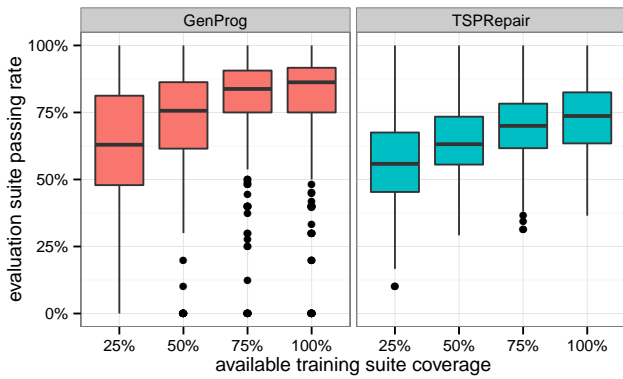 GenProg
TSPRepair
evaluation suite passing rate
100%
75%
50%
25%
0%
25% 50% 75% 100%
25% 50% 75% 100%
available training suite coverage